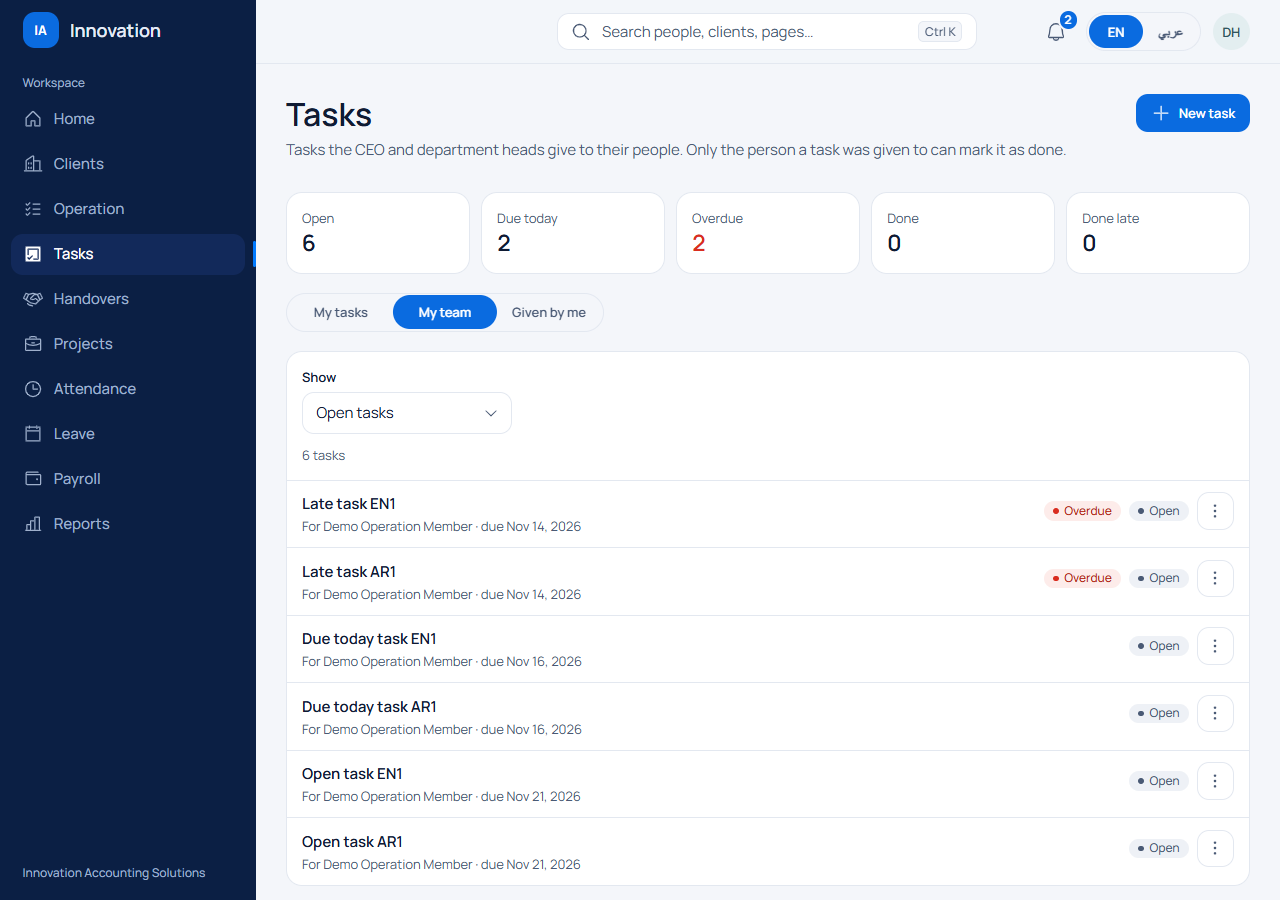 IA Innovation
Search people, clients, pages... Ctrl K
2
EN عربي DH
Workspace
Home
Clients
Operation
Tasks
Handovers
Projects
Attendance
Leave
Payroll
Reports
Innovation Accounting Solutions
Tasks
New task
Tasks the CEO and department heads give to their people. Only the person a task was given to can mark it as done.
Open Due today Overdue Done Done late
6 2 2 0 0
My tasks My team Given by me
Show
Open tasks
6 tasks
Late task EN1
For Demo Operation Member · due Nov 14, 2026
Overdue Open
Late task AR1
For Demo Operation Member · due Nov 14, 2026
Overdue Open
Due today task EN1
For Demo Operation Member · due Nov 16, 2026
Open
Due today task AR1
For Demo Operation Member · due Nov 16, 2026
Open
Open task EN1
For Demo Operation Member · due Nov 21, 2026
Open
Open task AR1
For Demo Operation Member · due Nov 21, 2026
Open